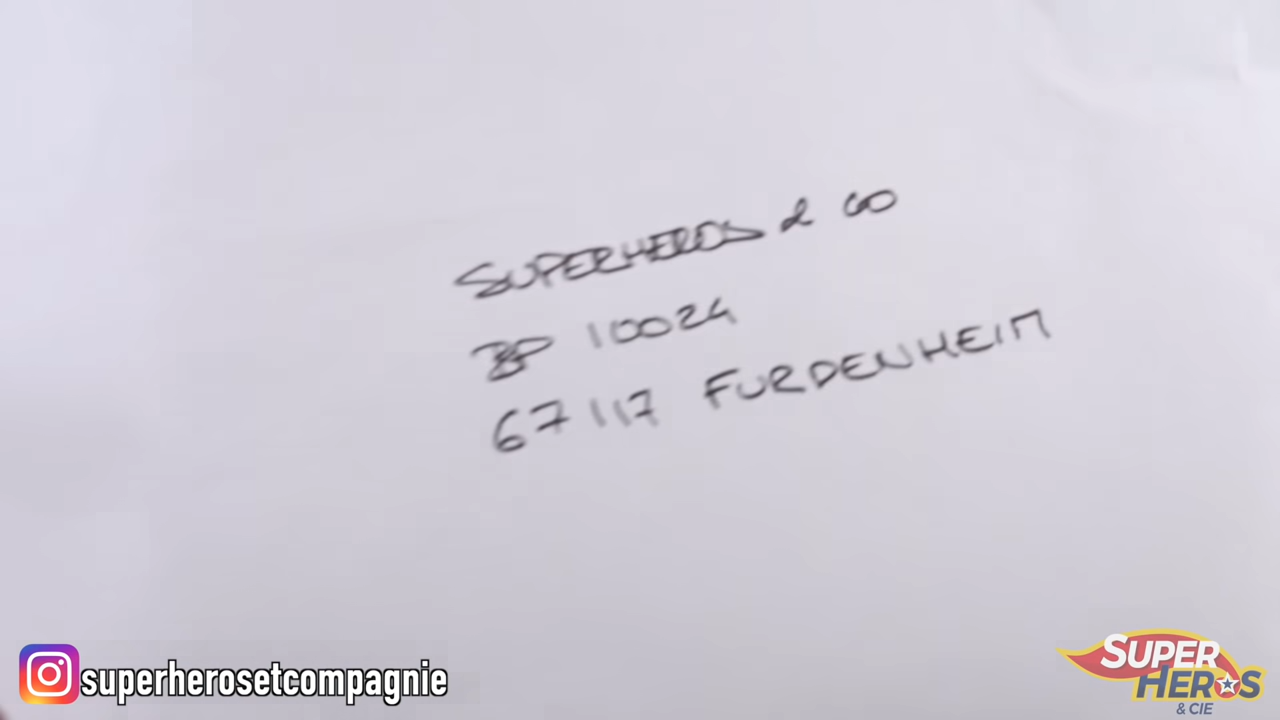 SUPERHEROS & CO
BP 10024
67117 FURDENHEIM
superherosetcompagnie
SUPER
HEROS
& CIE